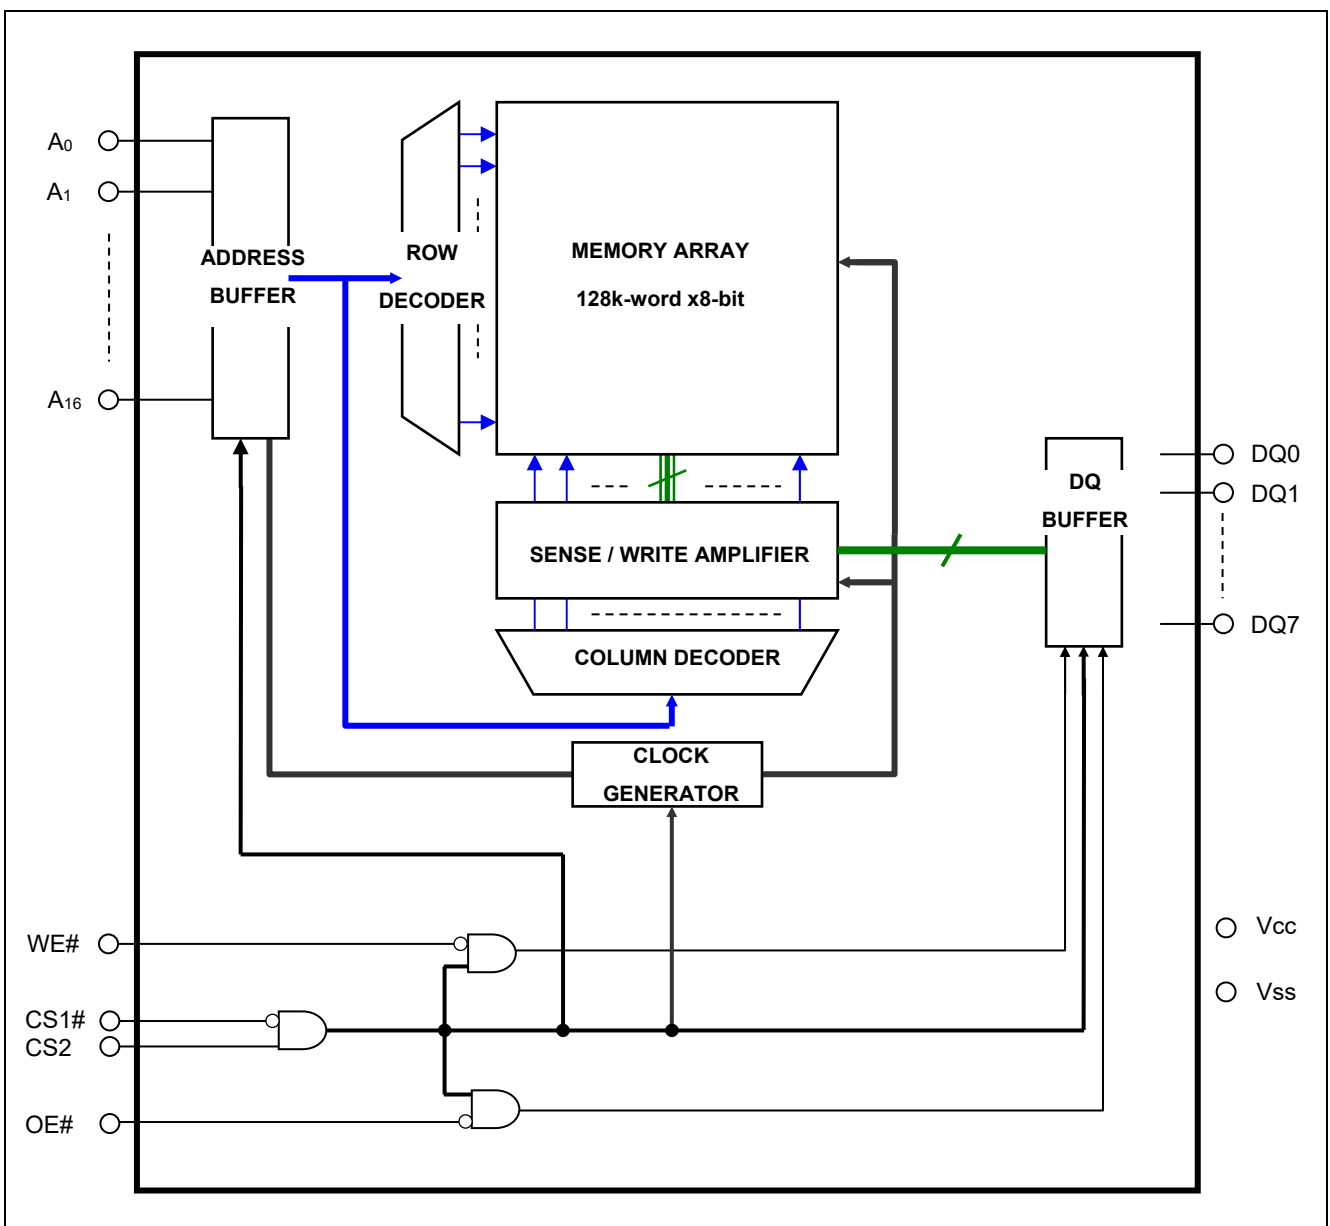 A0
A1
A16
ADDRESS
BUFFER
ROW
DECODER
MEMORY ARRAY
128k-word x8-bit
SENSE / WRITE AMPLIFIER
COLUMN DECODER
CLOCK
GENERATOR
DQ
BUFFER
DQ0
DQ1
DQ7
WE#
CS1#
CS2
OE#
Vcc
Vss